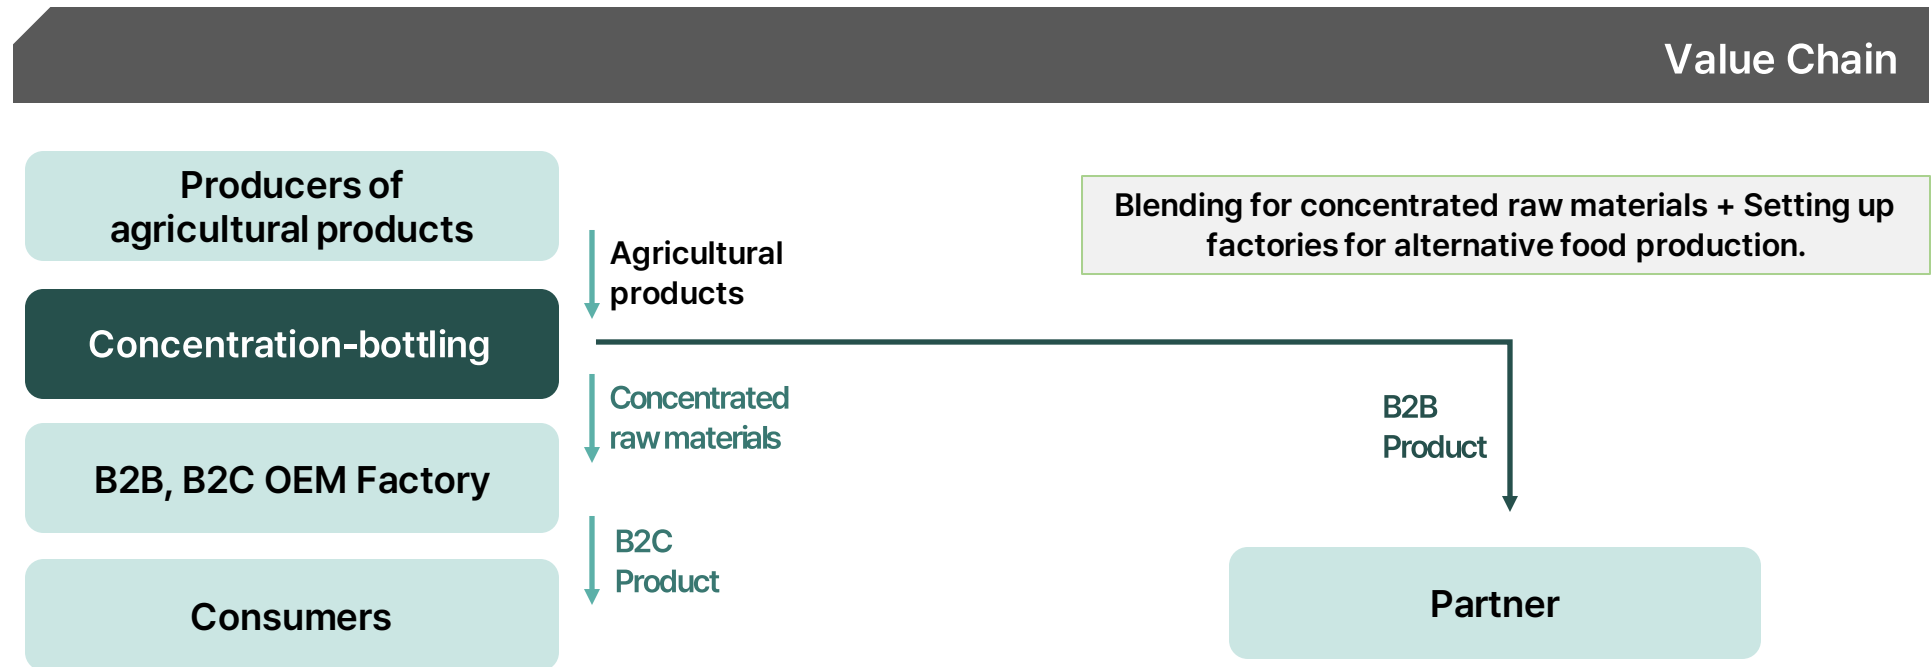 Value Chain
Producers of
agricultural products
Blending for concentrated raw materials + Setting up
factories for alternative food production.
Agricultural
products
Concentration-bottling
Concentrated
raw materials
B2B
Product
B2B, B2C OEM Factory
B2C
Product
Consumers
Partner